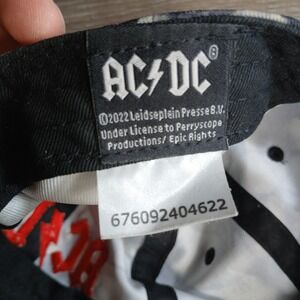 AC⚡DC®
©2022 Leidseplein Presse B.V.
Under License to Perryscope
Productions/ Epic Rights
676092404622